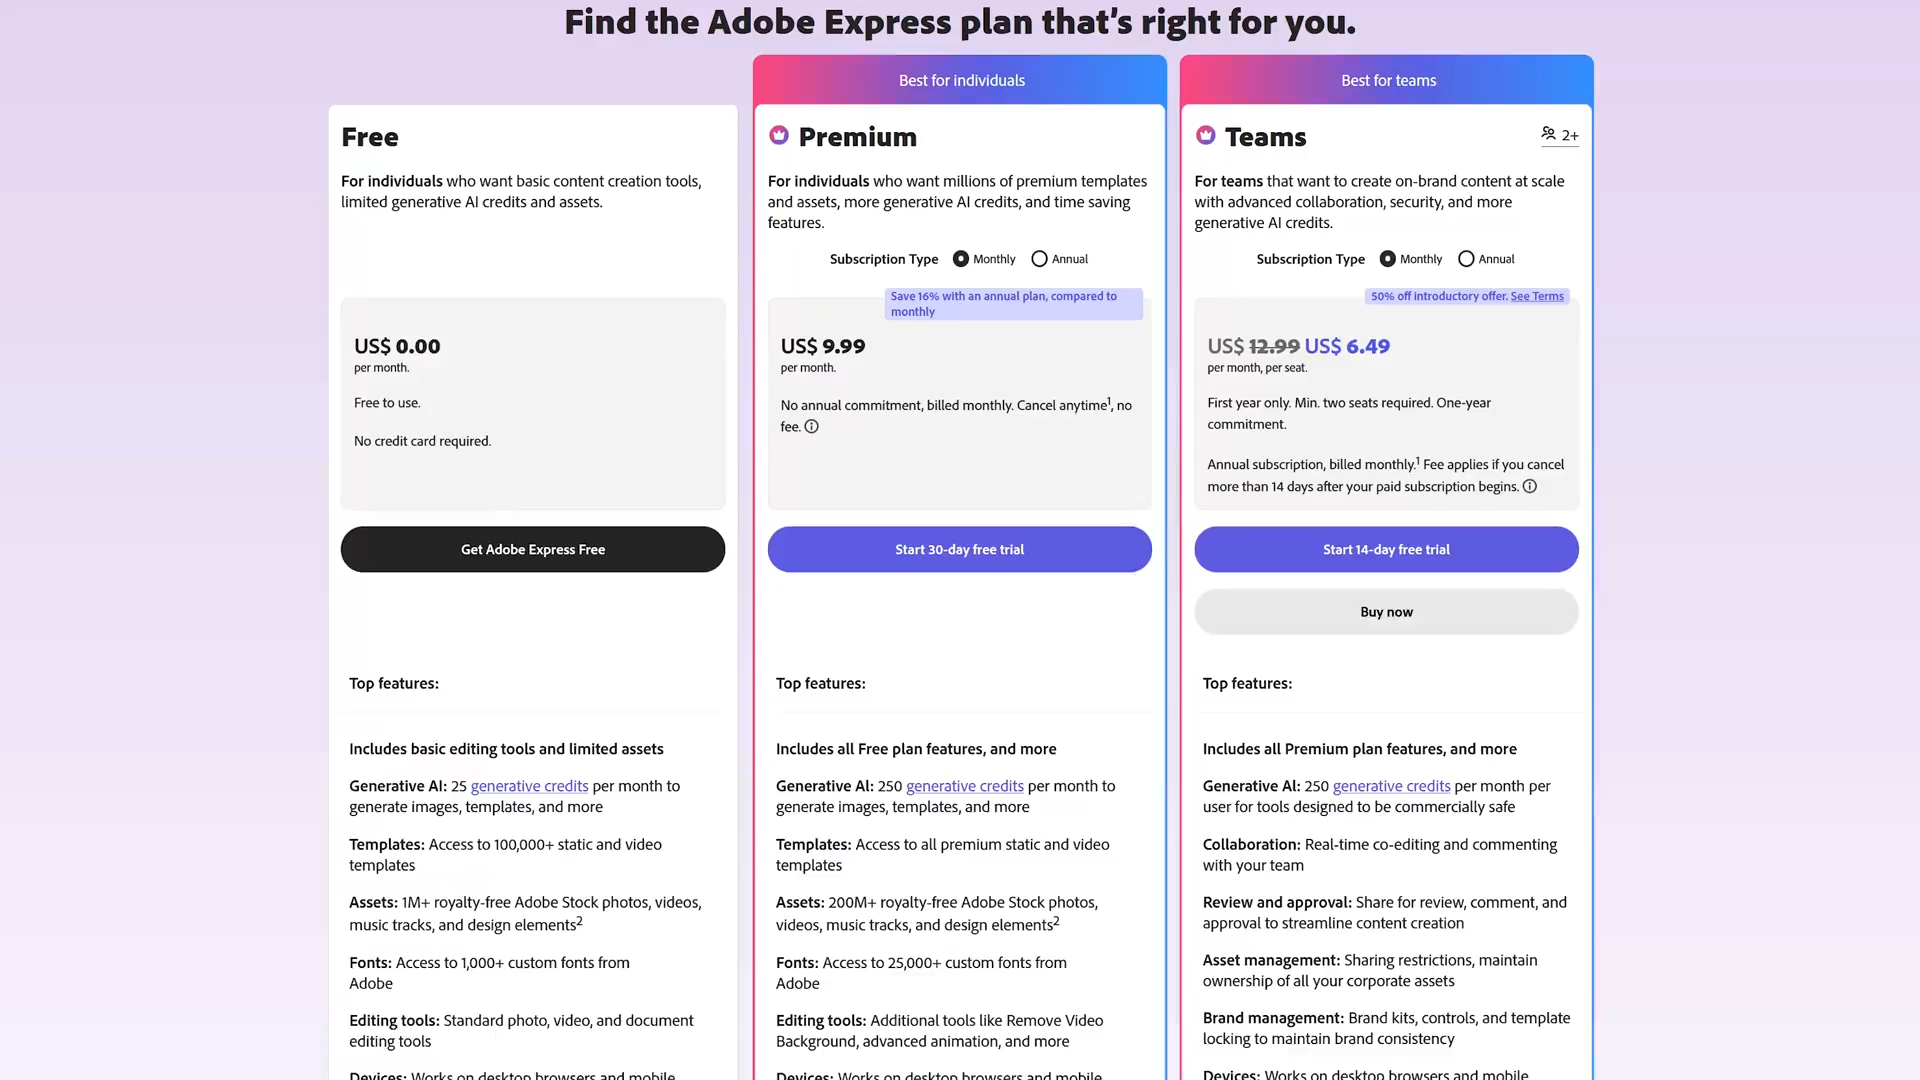 Find the Adobe Express plan that's right for you.
Free
For individuals who want basic content creation tools,
limited generative AI credits and assets.
US$ 0.00
per month.
Free to use.
No credit card required.
Get Adobe Express Free
Top features:
Includes basic editing tools and limited assets
Generative AI: 25 generative credits per month to
generate images, templates, and more
Templates: Access to 100,000+ static and video
templates
Assets: 1M+ royalty-free Adobe Stock photos, videos,
music tracks, and design elements2
Fonts: Access to 1,000+ custom fonts from
Adobe
Editing tools: Standard photo, video, and document
editing tools
Devices: Works on desktop browsers and mobile
Best for individuals
Premium
For individuals who want millions of premium templates
and assets, more generative AI credits, and time saving
features.
Subscription Type Monthly Annual
Save 16% with an annual plan, compared to
monthly
US$ 9.99
per month.
No annual commitment, billed monthly. Cancel anytime1, no
fee.
Start 30-day free trial
Top features:
Includes all Free plan features, and more
Generative AI: 250 generative credits per month to
generate images, templates, and more
Templates: Access to all premium static and video
templates
Assets: 200M+ royalty-free Adobe Stock photos,
videos, music tracks, and design elements2
Fonts: Access to 25,000+ custom fonts from
Adobe
Editing tools: Additional tools like Remove Video
Background, advanced animation, and more
Devices: Works on desktop browsers and mobile
Best for teams
Teams
2+
For teams that want to create on-brand content at scale
with advanced collaboration, security, and more
generative AI credits.
Subscription Type Monthly Annual
50% off introductory offer. See Terms
US$ 12.99 US$ 6.49
per month, per seat.
First year only. Min. two seats required. One-year
commitment.
Annual subscription, billed monthly.1 Fee applies if you cancel
more than 14 days after your paid subscription begins.
Start 14-day free trial
Buy now
Top features:
Includes all Premium plan features, and more
Generative AI: 250 generative credits per month per
user for tools designed to be commercially safe
Collaboration: Real-time co-editing and commenting
with your team
Review and approval: Share for review, comment, and
approval to streamline content creation
Asset management: Sharing restrictions, maintain
ownership of all your corporate assets
Brand management: Brand kits, controls, and template
locking to maintain brand consistency
Devices: Works on desktop browsers and mobile